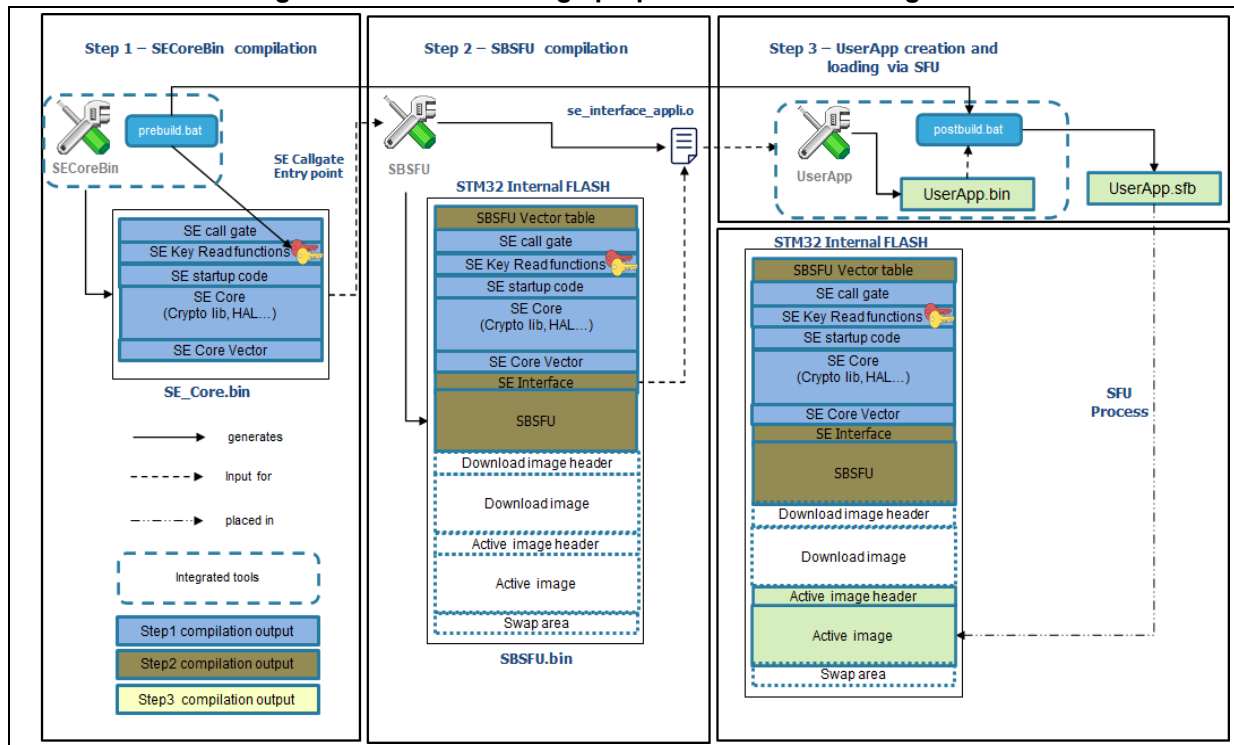 Step 1 – SECoreBin compilation
prebuild.bat
SECoreBin
SE Callgate
Entry point
SE call gate
SE Key Read functions
SE startup code
SE Core
(Crypto lib, HAL...)
SE Core Vector
SE_Core.bin
generates
Input for
placed in
Integrated tools
Step1 compilation output
Step2 compilation output
Step3 compilation output
Step 2 – SBSFU compilation
se_interface_appli.o
SBSFU
STM32 Internal FLASH
SBSFU Vector table
SE call gate
SE Key Read functions
SE startup code
SE Core
(Crypto lib, HAL...)
SE Core Vector
SE Interface
SBSFU
Download image header
Download image
Active image header
Active image
Swap area
SBSFU.bin
Step 3 – UserApp creation and
loading via SFU
postbuild.bat
UserApp
UserApp.bin
UserApp.sfb
STM32 Internal FLASH
SBSFU Vector table
SE call gate
SE Key Read functions
SE startup code
SE Core
(Crypto lib, HAL...)
SE Core Vector
SE Interface
SBSFU
Download image header
Download image
Active image header
Active image
Swap area
SFU
Process